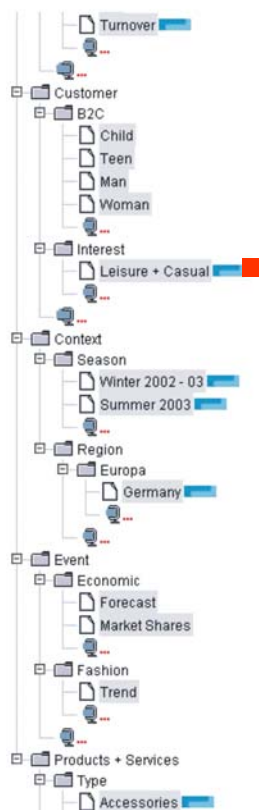 Turnover
...
...
Customer
B2C
Child
Teen
Man
Woman
...
Interest
Leisure + Casual
...
...
Context
Season
Winter 2002 - 03
Summer 2003
...
Region
Europa
Germany
...
...
Event
Economic
Forecast
Market Shares
...
Fashion
Trend
...
...
Products + Services
Type
Accessories